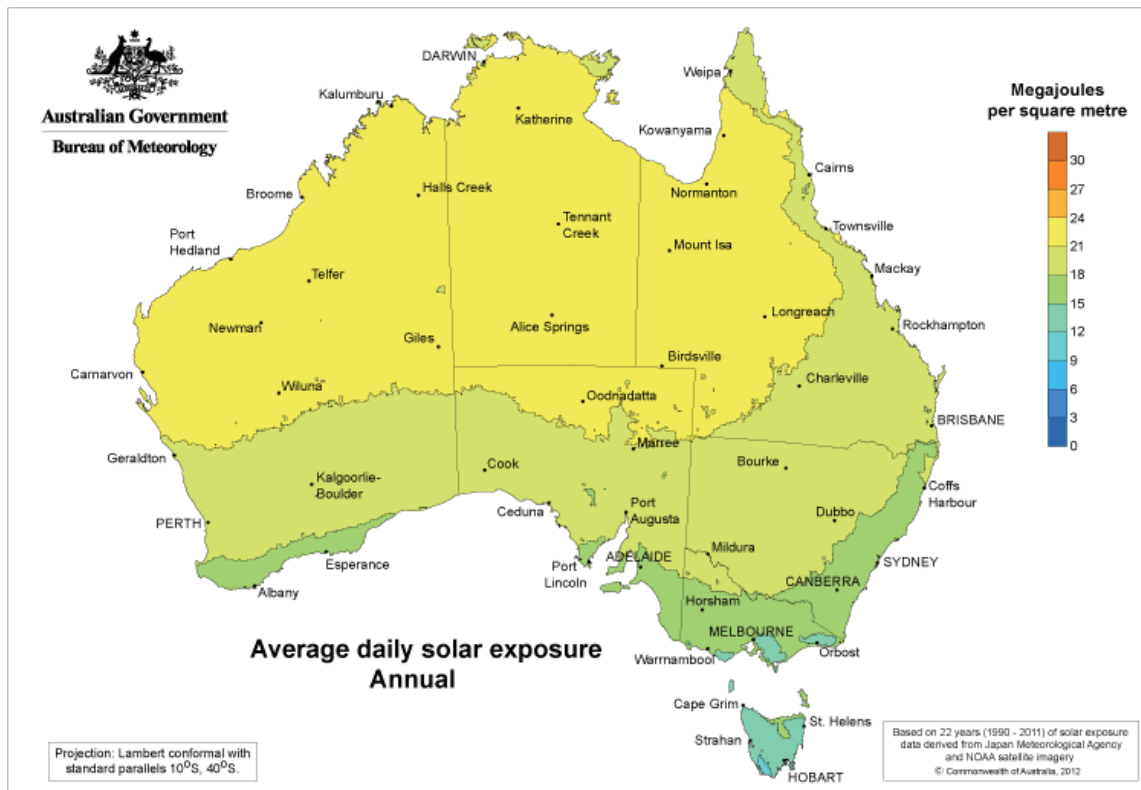 Australian Government
Bureau of Meteorology
Megajoules
per square metre
30
27
24
21
18
15
12
9
6
3
0
DARWIN
Kalumburu
Katherine
Weipa
Kowanyama
Cairns
Broome
Halls Creek
Normanton
Tennant
Creek
Townsville
Port
Hedland
Mount Isa
Mackay
Telfer
Newman
Alice Springs
Longreach
Rockhampton
Giles
Birdsville
Carnarvon
Charleville
Wiluna
Oodnadatta
BRISBANE
Geraldton
Marree
Cook
Bourke
Kalgoorlie-
Boulder
Coffs
Harbour
Ceduna
Port
Augusta
Dubbo
PERTH
Mildura
ADELAIDE
Esperance
Port
Lincoln
SYDNEY
CANBERRA
Albany
Horsham
MELBOURNE
Warrnambool
Orbost
Average daily solar exposure
Annual
Cape Grim
St. Helens
Strahan
HOBART
Projection: Lambert conformal with
standard parallels 10°S, 40°S.
Based on 22 years (1990 - 2011) of solar exposure
data derived from Japan Meteorological Agency
and NOAA satellite imagery
© Commonwealth of Australia, 2012